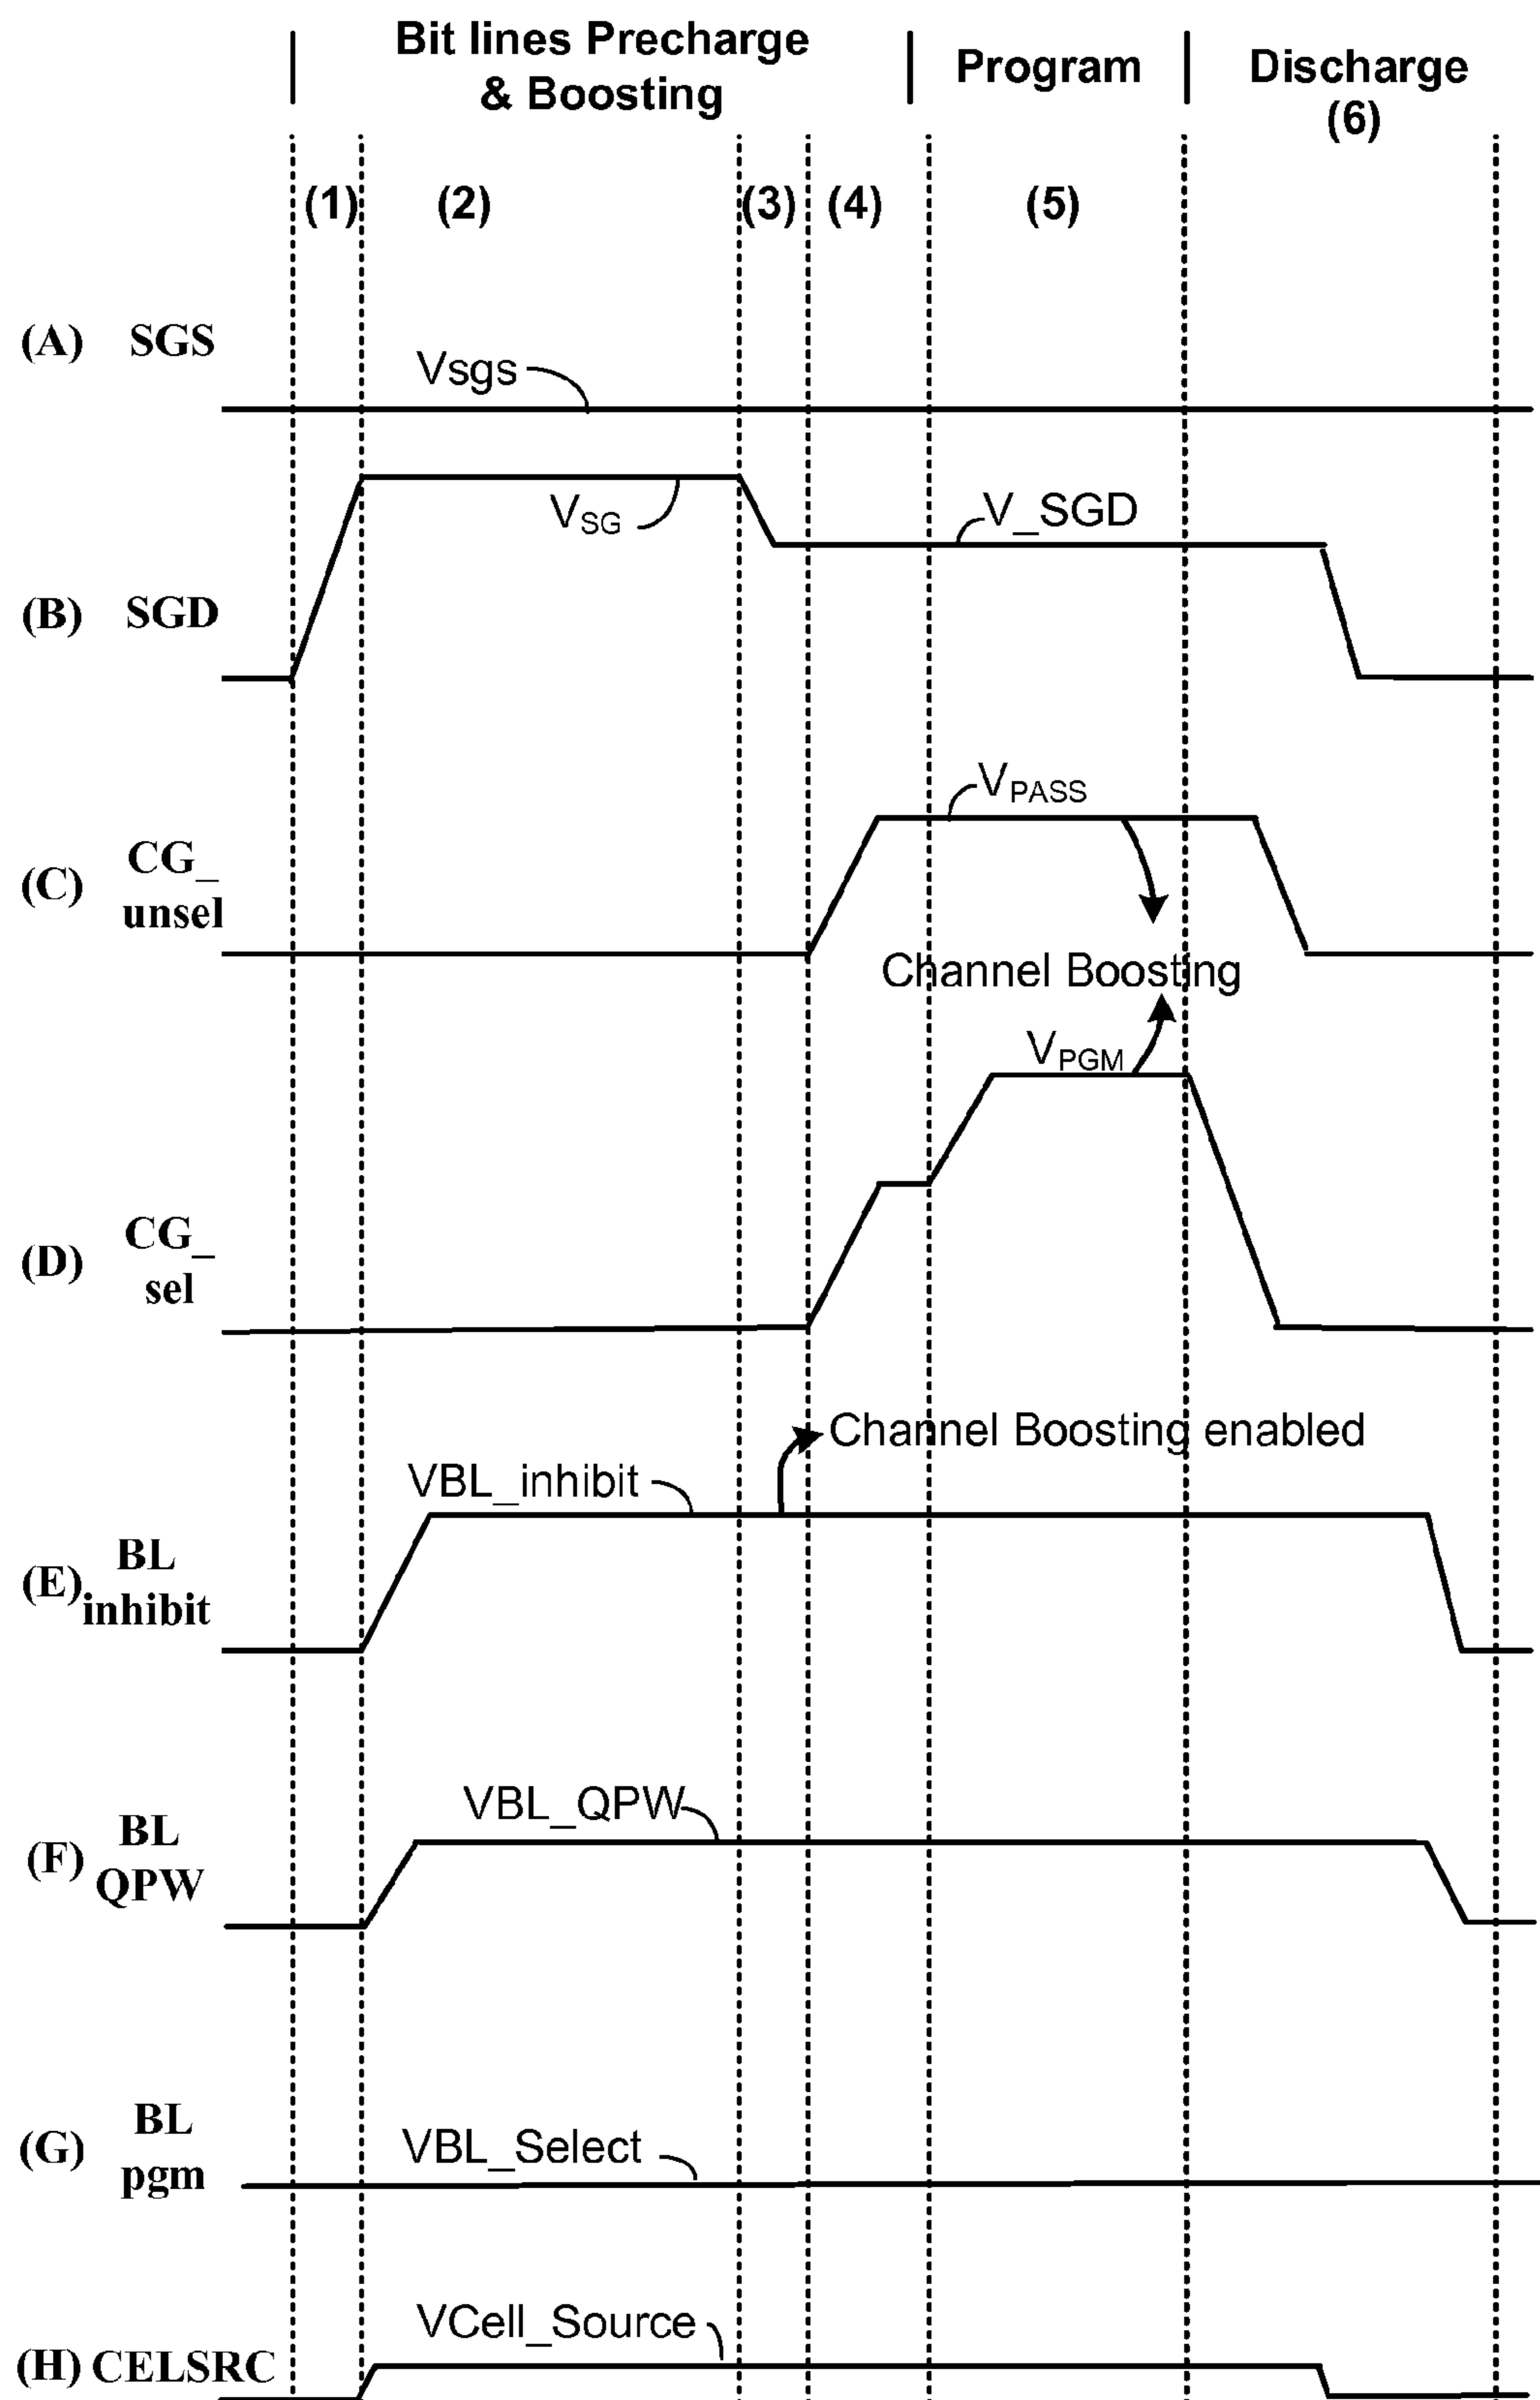 Bit lines Precharge
& Boosting
Program
Discharge
(6)
(1)
(2)
(3)
(4)
(5)
(A) SGS
Vsgs
VSG
V_SGD
(B) SGD
VPASS
(C) CG_
unsel
Channel Boosting
VPGM
(D) CG_
sel
Channel Boosting enabled
VBL_inhibit
(E) BL
inhibit
VBL_QPW
(F) BL
QPW
(G) BL
pgm
VBL_Select
VCell_Source
(H) CELSRC